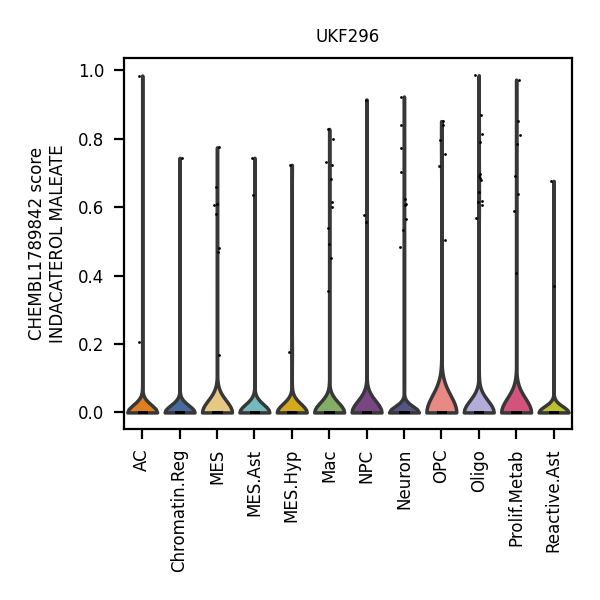 UKF296
CHEMBL1789842 score
INDACATEROL MALEATE
1.0
0.8
0.6
0.4
0.2
0.0
AC
Chromatin.Reg
MES
MES.Ast
MES.Hyp
Mac
NPC
Neuron
OPC
Oligo
Prolif.Metab
Reactive.Ast